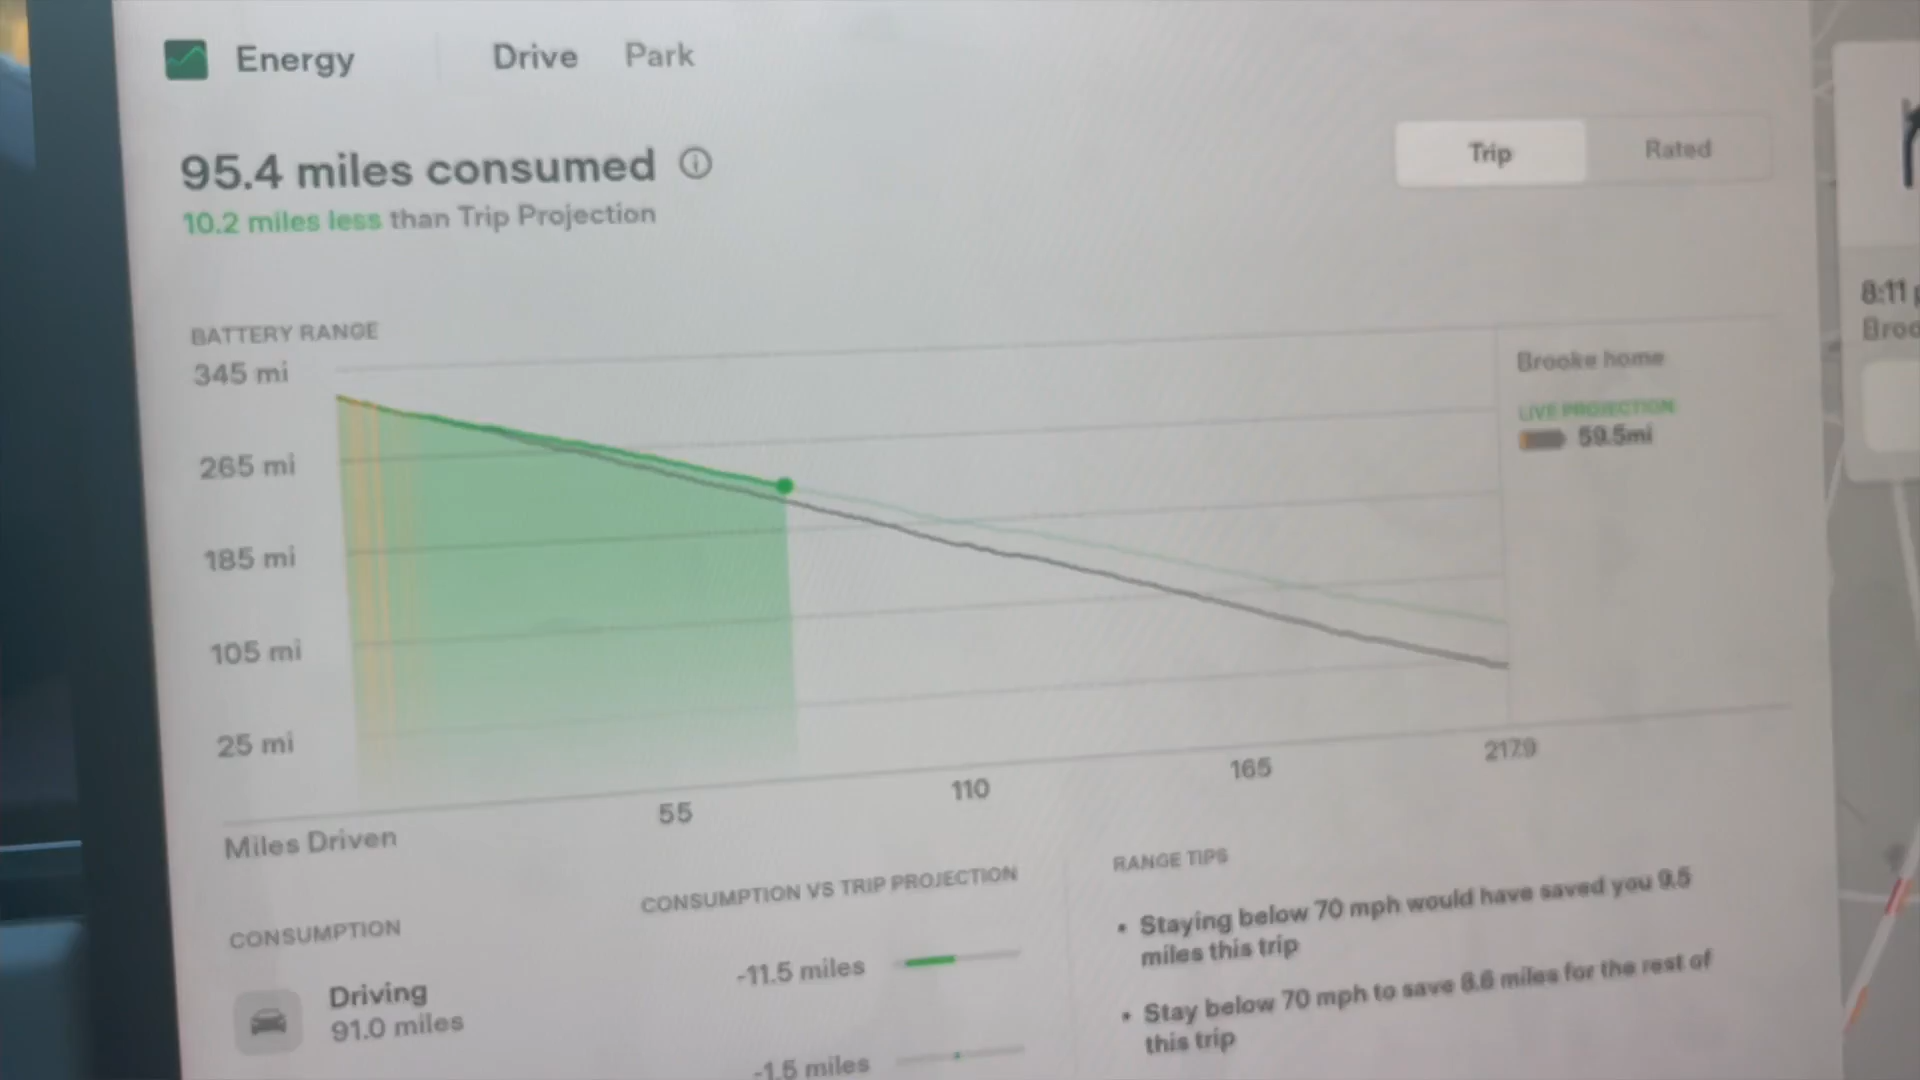 Energy
Drive
Park
95.4 miles consumed
10.2 miles less than Trip Projection
Trip
Rated
8:11
BATTERY RANGE
345 mi
265 mi
185 mi
105 mi
25 mi
Brooke home
LIVE PROJECTION
59.5mi
Miles Driven
55
110
165
217.9
CONSUMPTION
Driving
91.0 miles
CONSUMPTION VS TRIP PROJECTION
-11.5 miles
-1.5 miles
RANGE TIPS
• Staying below 70 mph would have saved you 9.5
miles this trip
• Stay below 70 mph to save 8.6 miles for the rest of
this trip